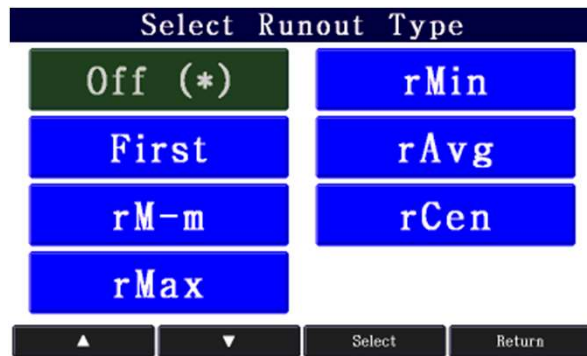 Select Runout Type
Off (*)
rMin
First
rAvg
rM-m
rCen
rMax
▲ ▼ Select Return